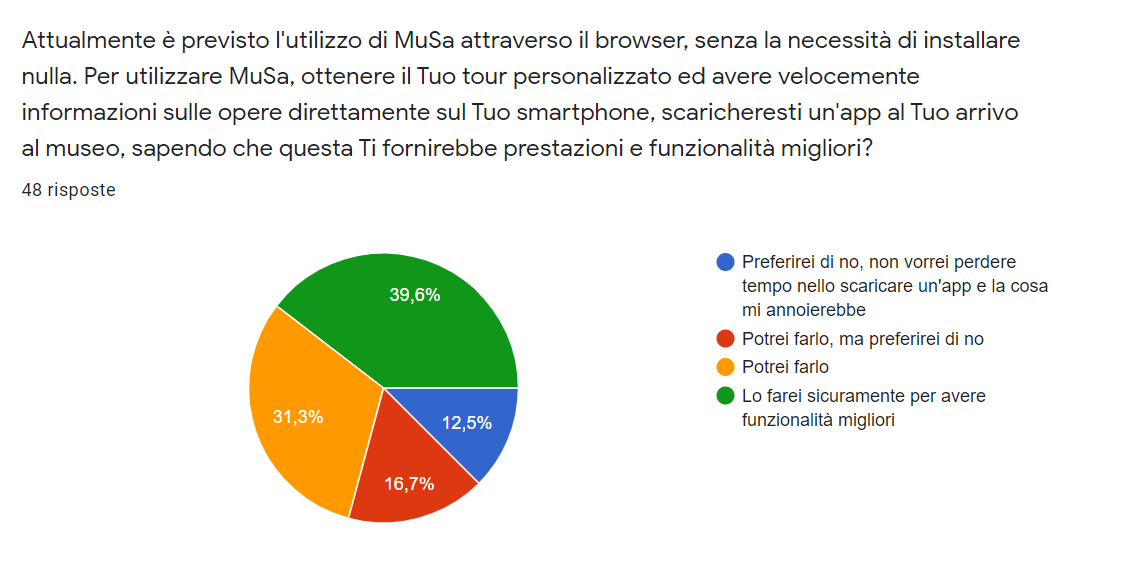 Attualmente è previsto l'utilizzo di MuSa attraverso il browser, senza la necessità di installare
nulla. Per utilizzare MuSa, ottenere il Tuo tour personalizzato ed avere velocemente
informazioni sulle opere direttamente sul Tuo smartphone, scaricheresti un'app al Tuo arrivo
al museo, sapendo che questa Ti fornirebbe prestazioni e funzionalità migliori?
48 risposte
39,6%
31,3%
12,5%
16,7%
Preferirei di no, non vorrei perdere
tempo nello scaricare un'app e la cosa
mi annoierebbe
Potrei farlo, ma preferirei di no
Potrei farlo
Lo farei sicuramente per avere
funzionalità migliori